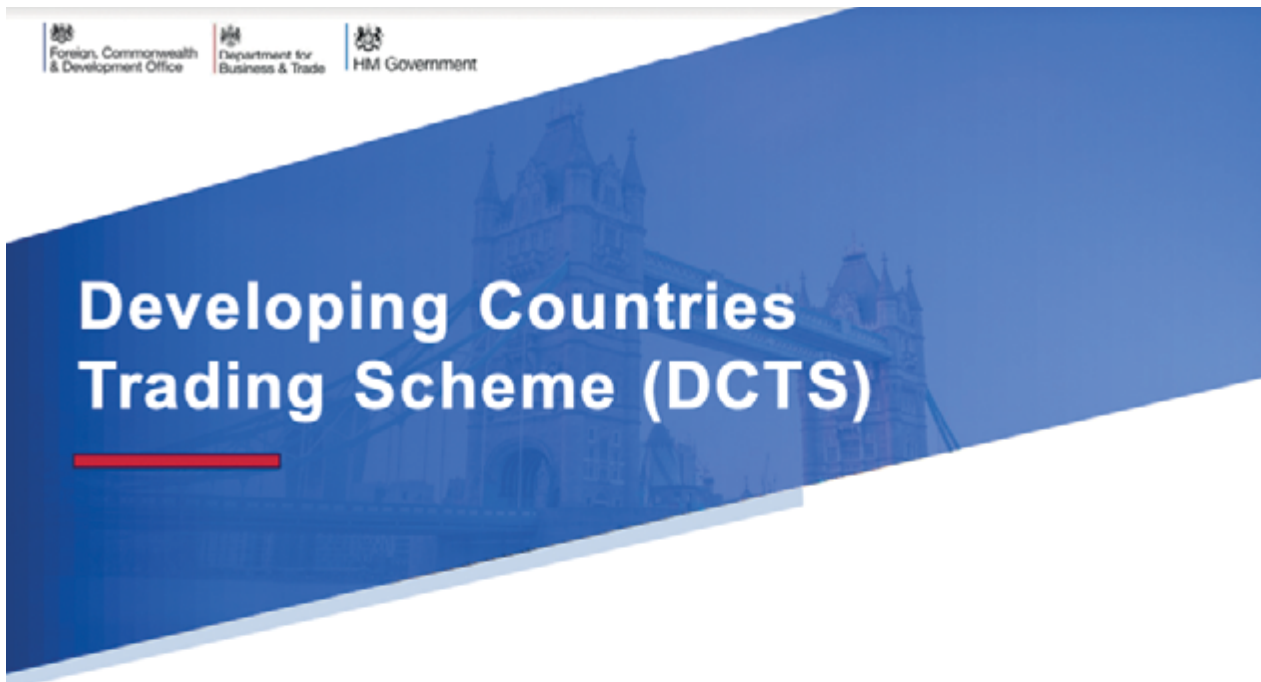 Foreign, Commonwealth
& Development Office
Department for
Business & Trade
HM Government
Developing Countries
Trading Scheme (DCTS)